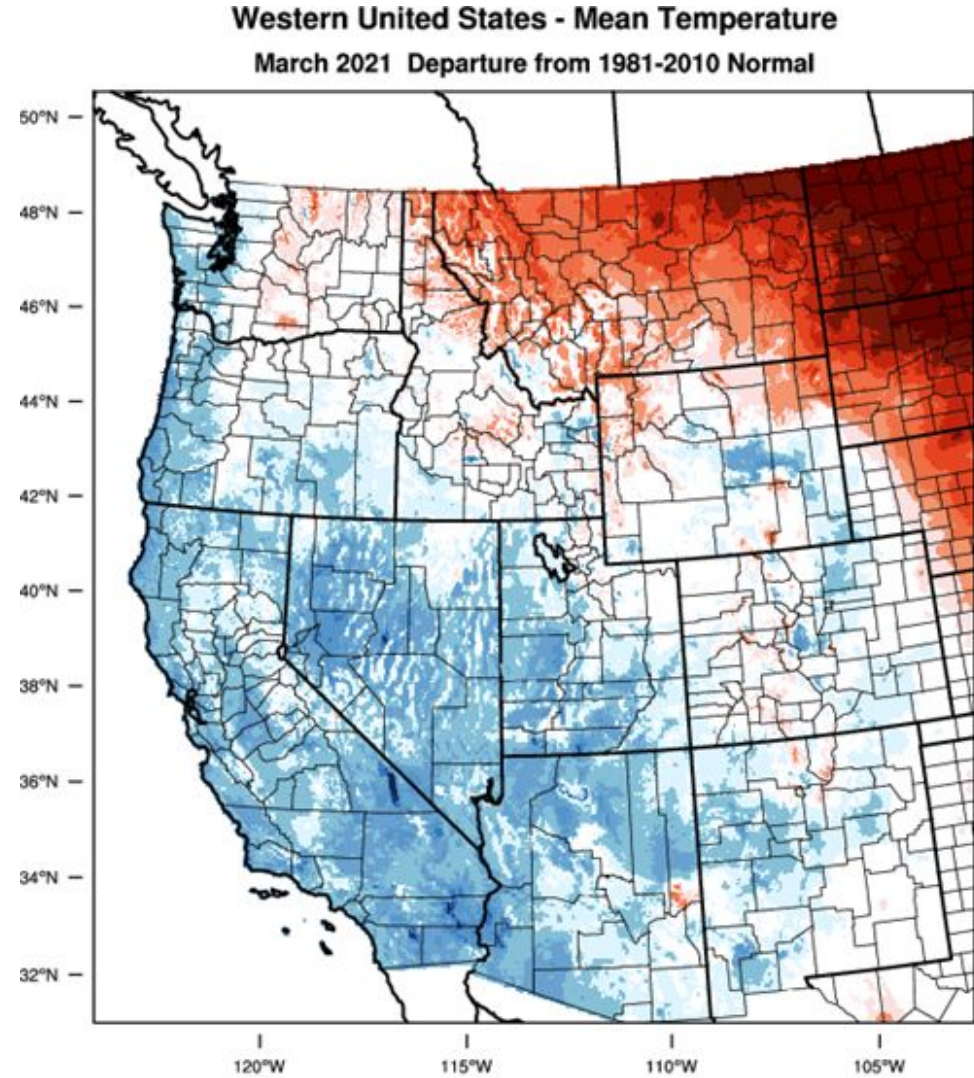 Western United States - Mean Temperature
March 2021 Departure from 1981-2010 Normal
50°N
48°N
46°N
44°N
42°N
40°N
38°N
36°N
34°N
32°N
120°W
115°W
110°W
105°W